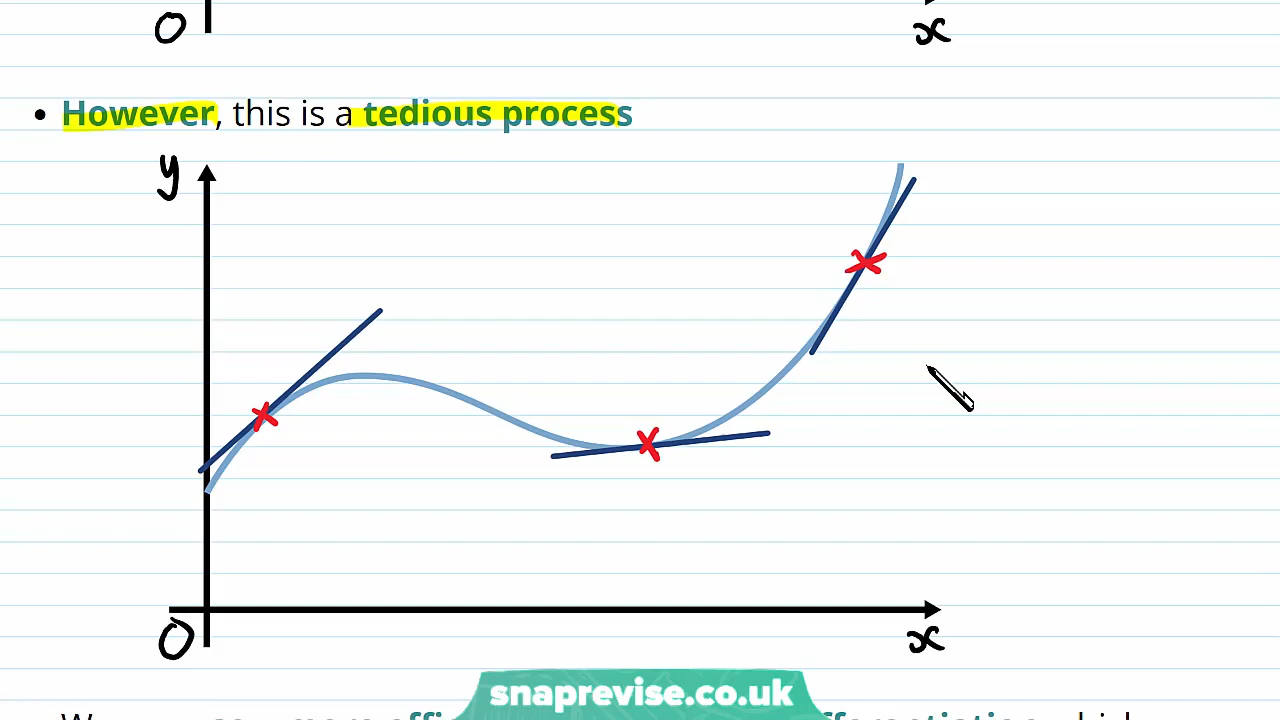 O x
• However, this is a tedious process
y
O x
snaprevise.co.uk